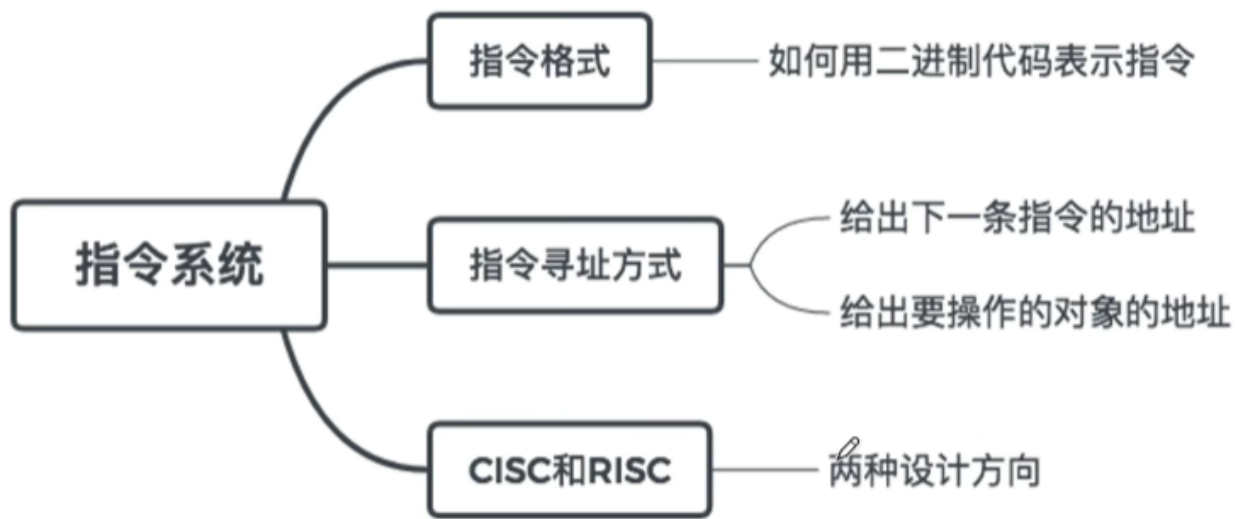 指令格式
如何用二进制代码表示指令
指令系统
指令寻址方式
给出下一条指令的地址
给出要操作的对象的地址
CISC和RISC
两种设计方向